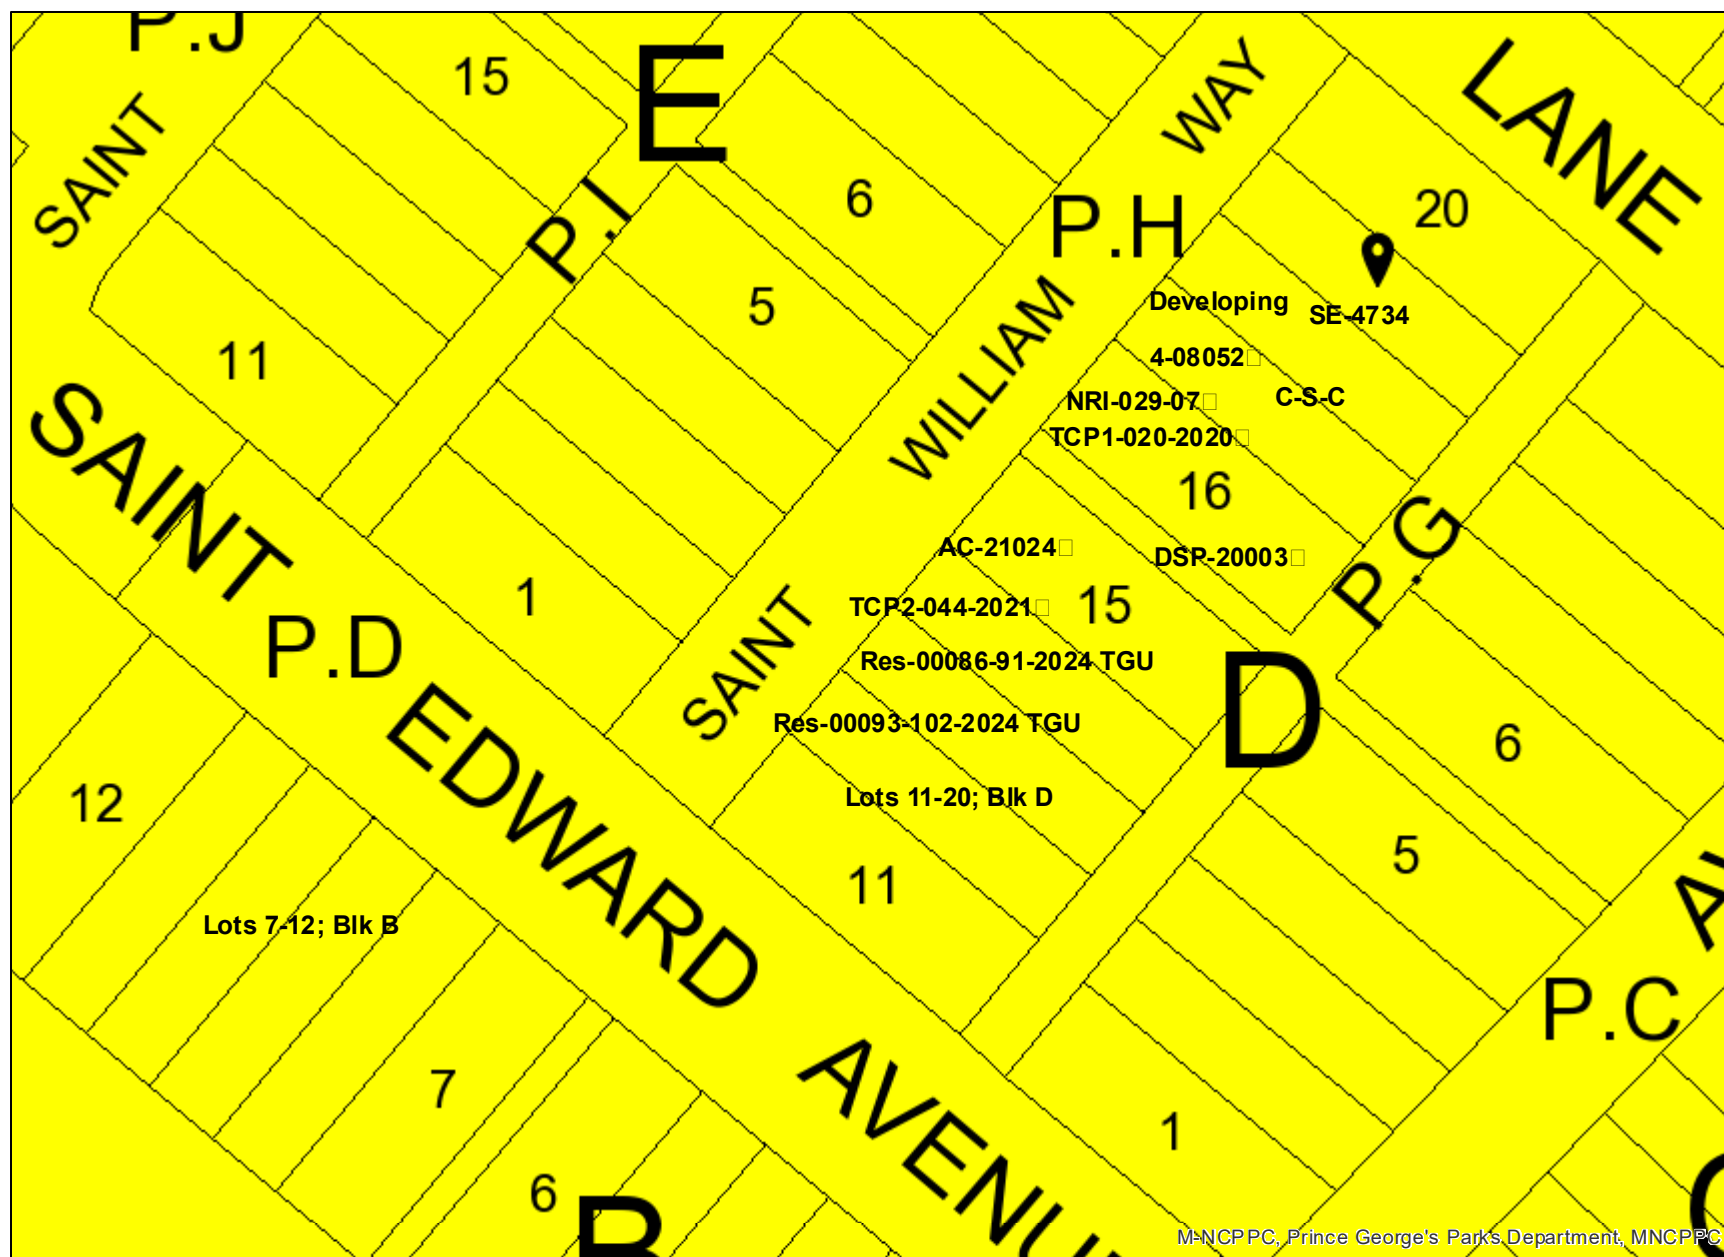 P.J
15
E
WAY
LANE
SAINT
6
20
P.I
P.H
5
Developing
SE-4734
11
WILLIAM
4-08052
NRI-029-07
C-S-C
TCP1-020-2020
16
SAINT
P.G
AC-21024
DSP-20003
1
TCP2-044-2021
15
P.D
SAINT
Res-00086-91-2024 TGU
D
Res-00093-102-2024 TGU
6
EDWARD
12
Lots 11-20; Blk D
5
11
Lots 7-12; Blk B
P.C
7
AVENU
1
6
B
M-NCPPC, Prince George's Parks Department, MNCPPC